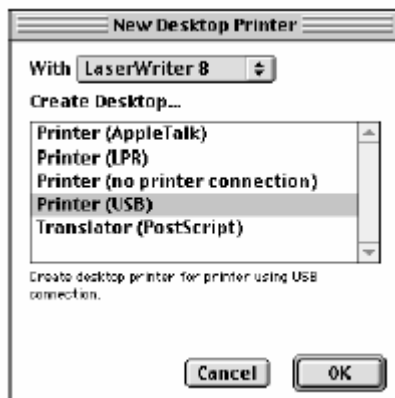 New Desktop Printer
With LaserWriter 8
Create Desktop...
Printer (AppleTalk)
Printer (LPR)
Printer (no printer connection)
Printer (USB)
Translator (PostScript)
Create desktop printer for printer using USB
connection.
Cancel OK